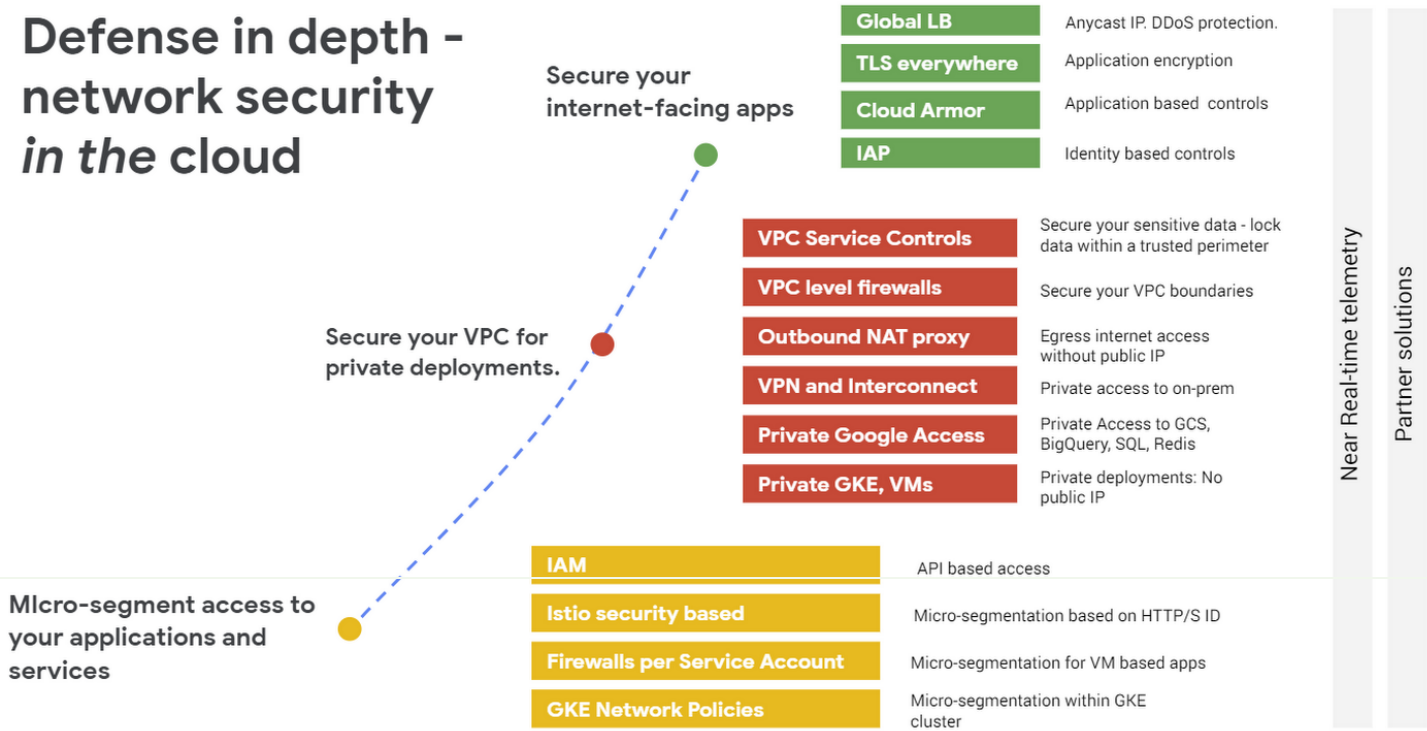 Defense in depth -
network security
in the cloud
Secure your
internet-facing apps
Global LB
Anycast IP. DDoS protection.
TLS everywhere
Application encryption
Cloud Armor
Application based controls
IAP
Identity based controls
Secure your VPC for
private deployments.
VPC Service Controls
Secure your sensitive data - lock
data within a trusted perimeter
VPC level firewalls
Secure your VPC boundaries
Outbound NAT proxy
Egress internet access
without public IP
VPN and Interconnect
Private access to on-prem
Private Google Access
Private Access to GCS,
BigQuery, SQL, Redis
Private GKE, VMs
Private deployments: No
public IP
MIcro-segment access to
your applications and
services
IAM
API based access
Istio security based
Micro-segmentation based on HTTP/S ID
Firewalls per Service Account
Micro-segmentation for VM based apps
GKE Network Policies
Micro-segmentation within GKE
cluster
Near Real-time telemetry
Partner solutions